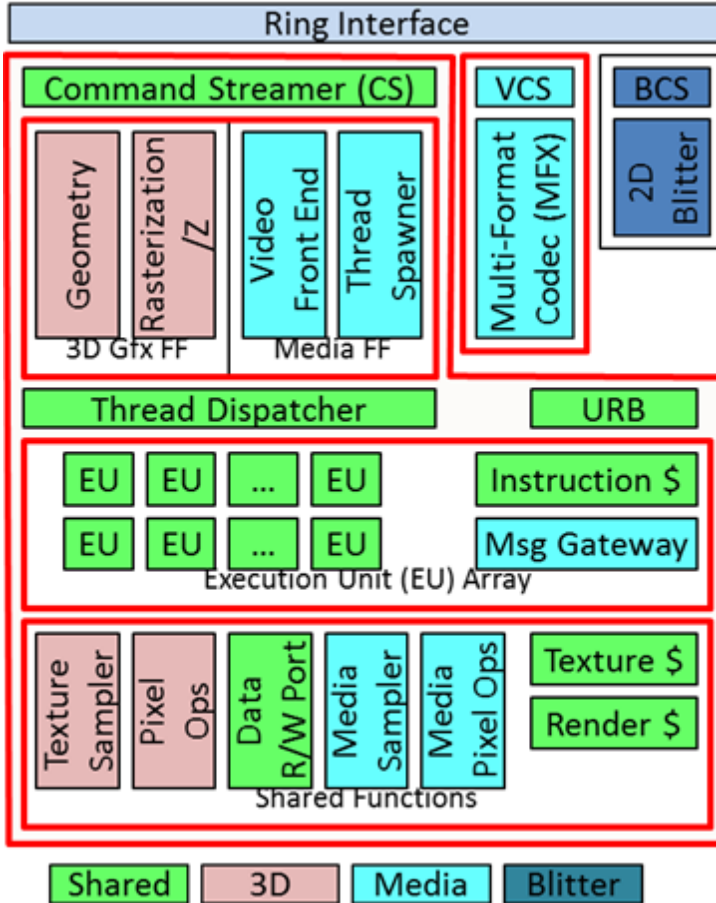 Ring Interface
Command Streamer (CS)
VCS
BCS
Geometry
Rasterization
/Z
Video
Front End
Thread
Spawner
Multi-Format
Codec (MFX)
2D
Blitter
3D Gfx FF
Media FF
Thread Dispatcher
URB
EU
EU
...
EU
Instruction $
EU
EU
...
EU
Msg Gateway
Execution Unit (EU) Array
Texture
Sampler
Pixel
Ops
Data
R/W Port
Media
Sampler
Media
Pixel Ops
Texture $
Render $
Shared Functions
Shared
3D
Media
Blitter